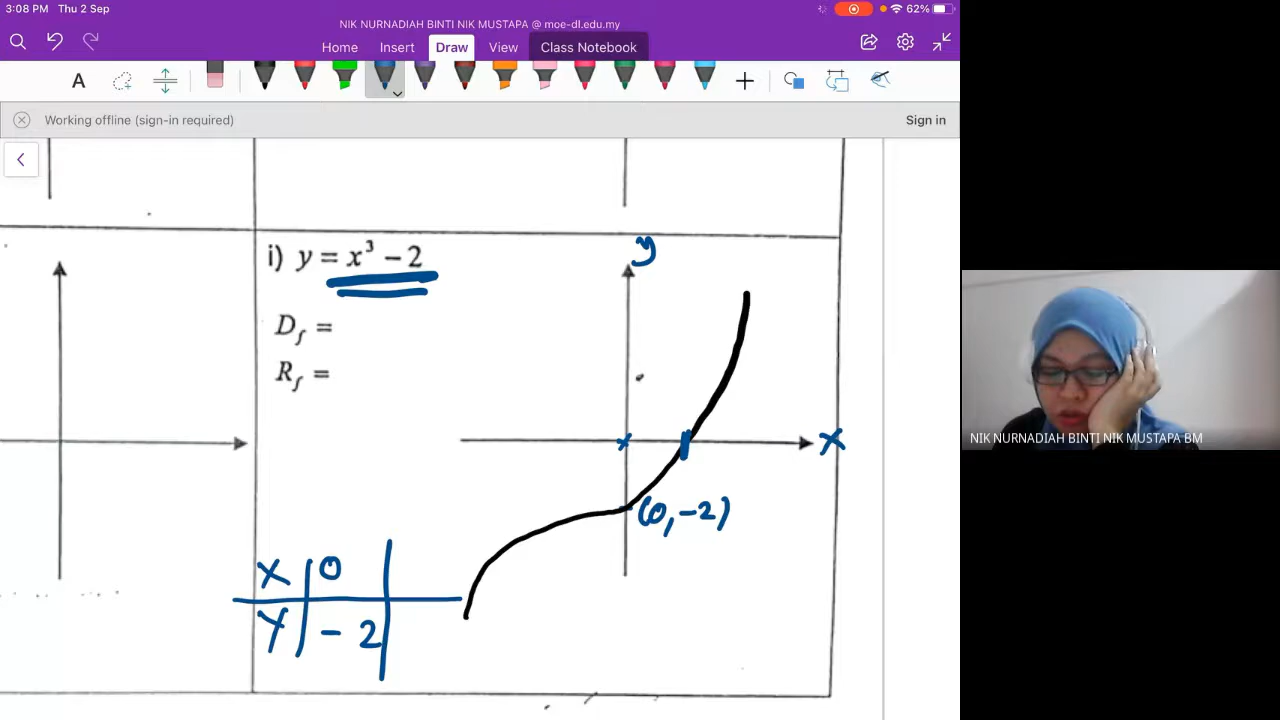 3:08 PM Thu 2 Sep
62%
NIK NURNADIAH BINTI NIK MUSTAPA @ moe-dl.edu.my
Home Insert Draw View Class Notebook
A
Working offline (sign-in required)
Sign in
i) y = x³ − 2
y
D_f =
R_f =
x
(0, -2)
x 0
y -2
NIK NURNADIAH BINTI NIK MUSTAPA BM